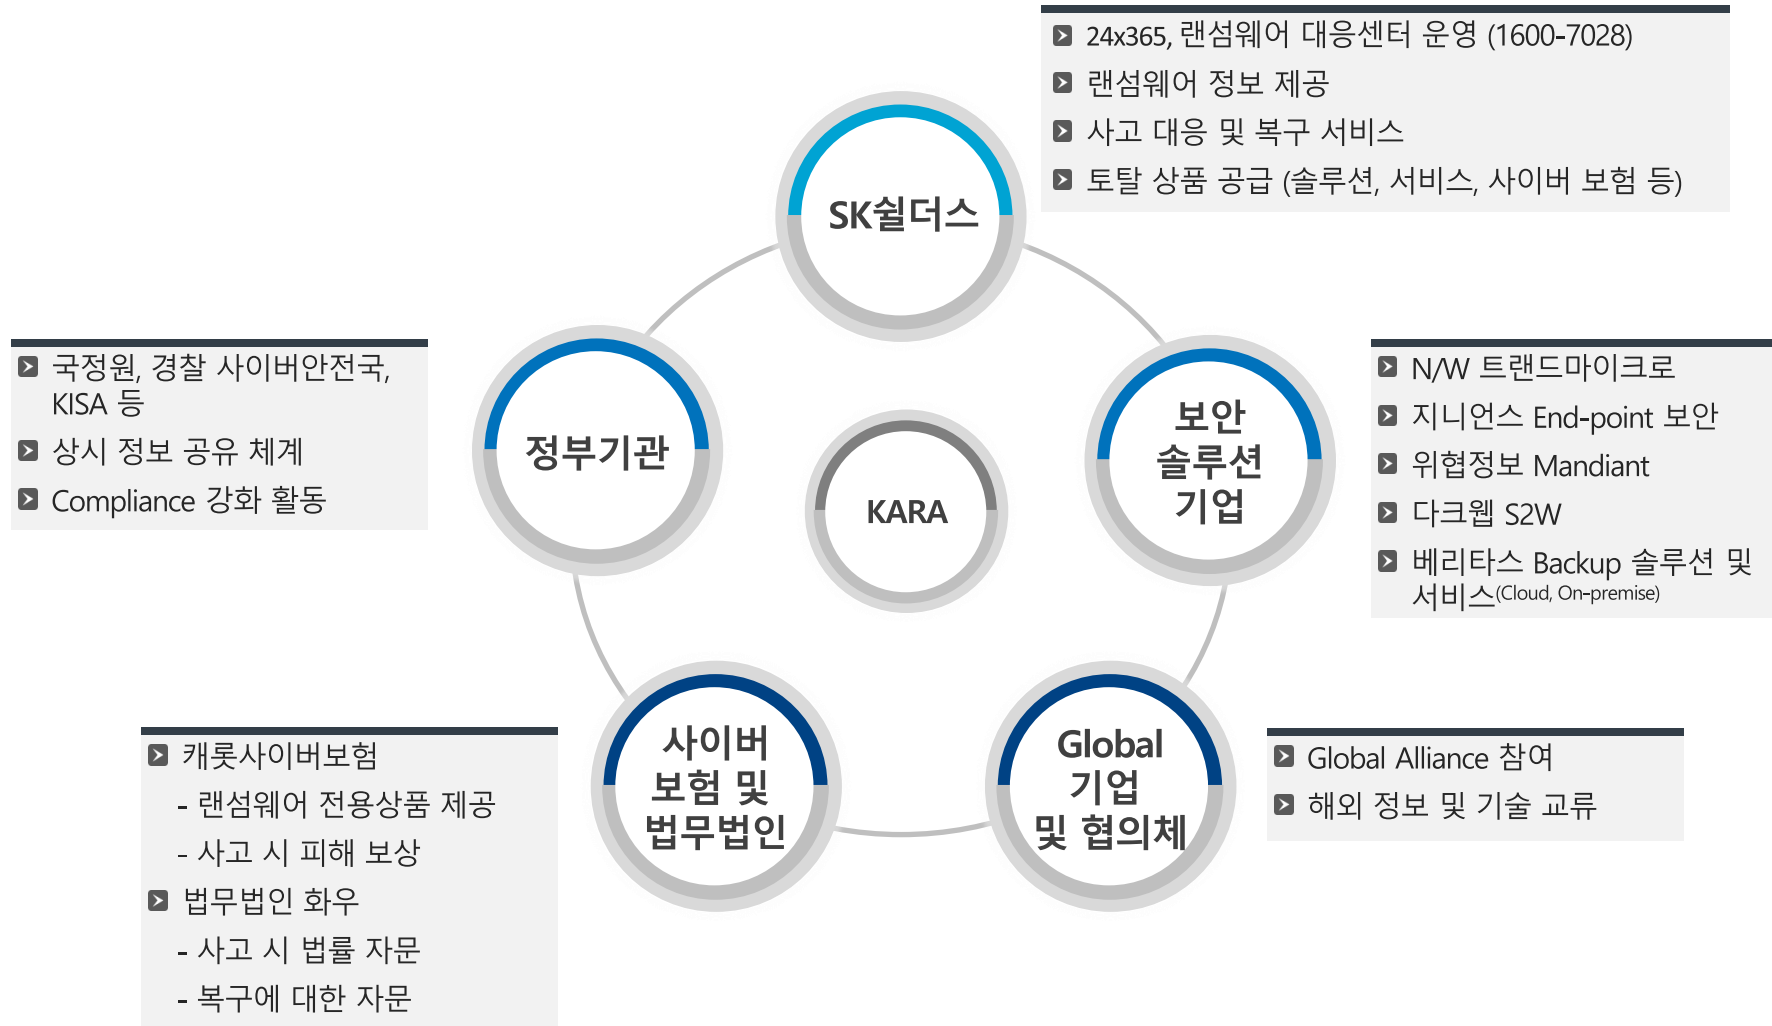 24x365, 랜섬웨어 대응센터 운영 (1600-7028)
랜섬웨어 정보 제공
사고 대응 및 복구 서비스
토탈 상품 공급 (솔루션, 서비스, 사이버 보험 등)
SK쉴더스
국정원, 경찰 사이버안전국,
KISA 등
상시 정보 공유 체계
Compliance 강화 활동
정부기관
KARA
보안
솔루션
기업
N/W 트랜드마이크로
지니언스 End-point 보안
위협정보 Mandiant
다크웹 S2W
베리타스 Backup 솔루션 및
서비스(Cloud, On-premise)
캐롯사이버보험
- 랜섬웨어 전용상품 제공
- 사고 시 피해 보상
법무법인 화우
- 사고 시 법률 자문
- 복구에 대한 자문
사이버
보험 및
법무법인
Global
기업
및 협의체
Global Alliance 참여
해외 정보 및 기술 교류